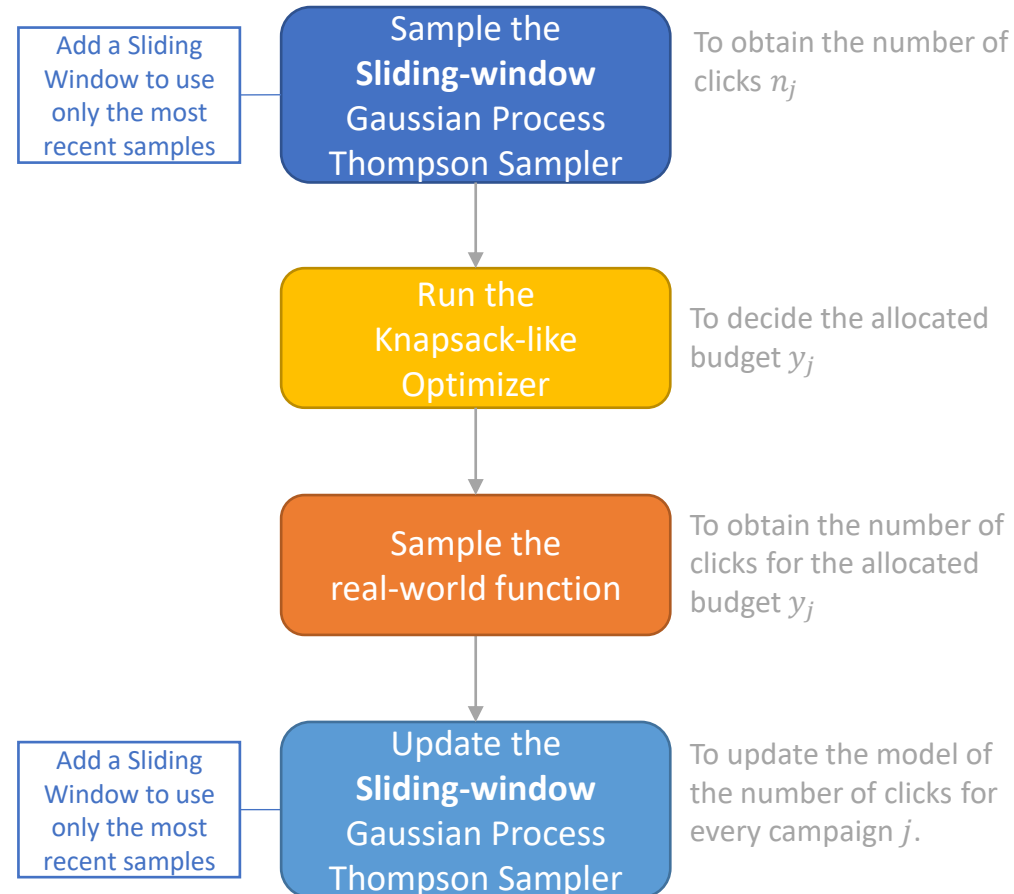 Add a Sliding
Window to use
only the most
recent samples
Sample the
Sliding-window
Gaussian Process
Thompson Sampler
To obtain the number of
clicks n_j
Run the
Knapsack-like
Optimizer
To decide the allocated
budget y_j
Sample the
real-world function
To obtain the number of
clicks for the allocated
budget y_j
Add a Sliding
Window to use
only the most
recent samples
Update the
Sliding-window
Gaussian Process
Thompson Sampler
To update the model of
the number of clicks for
every campaign j.